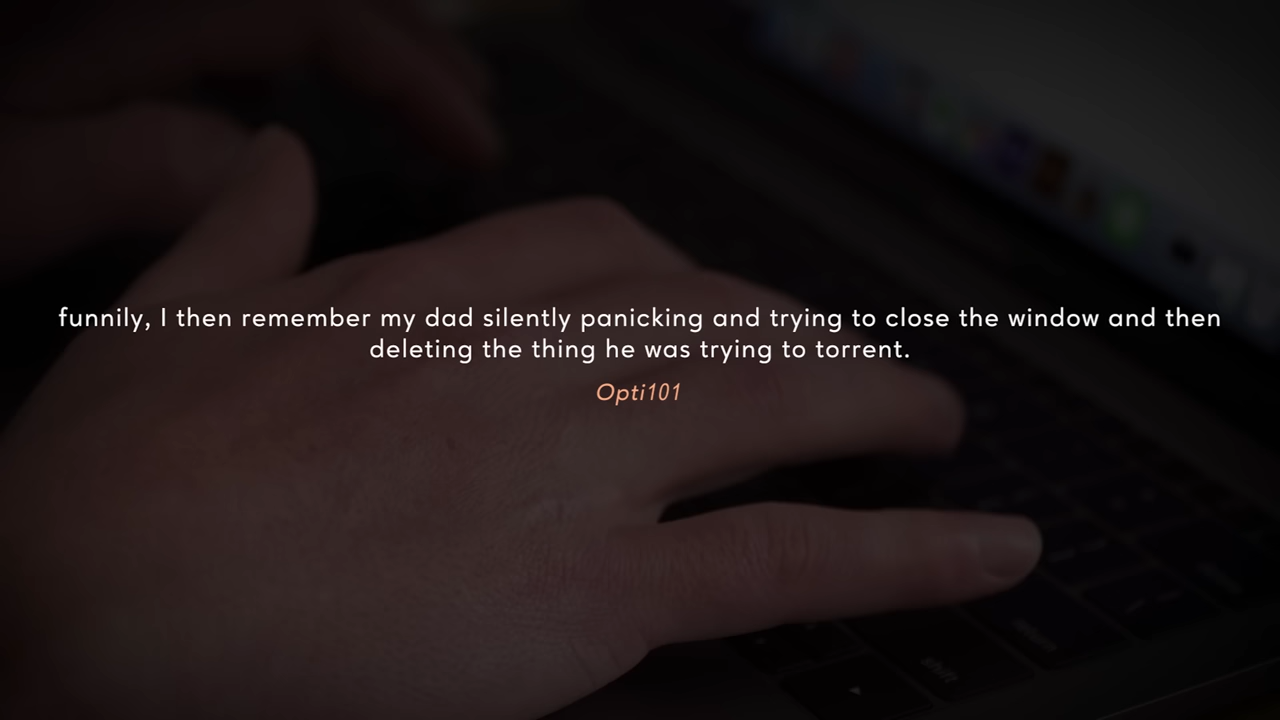 funnily, I then remember my dad silently panicking and trying to close the window and then
deleting the thing he was trying to torrent.
Opti101
shift